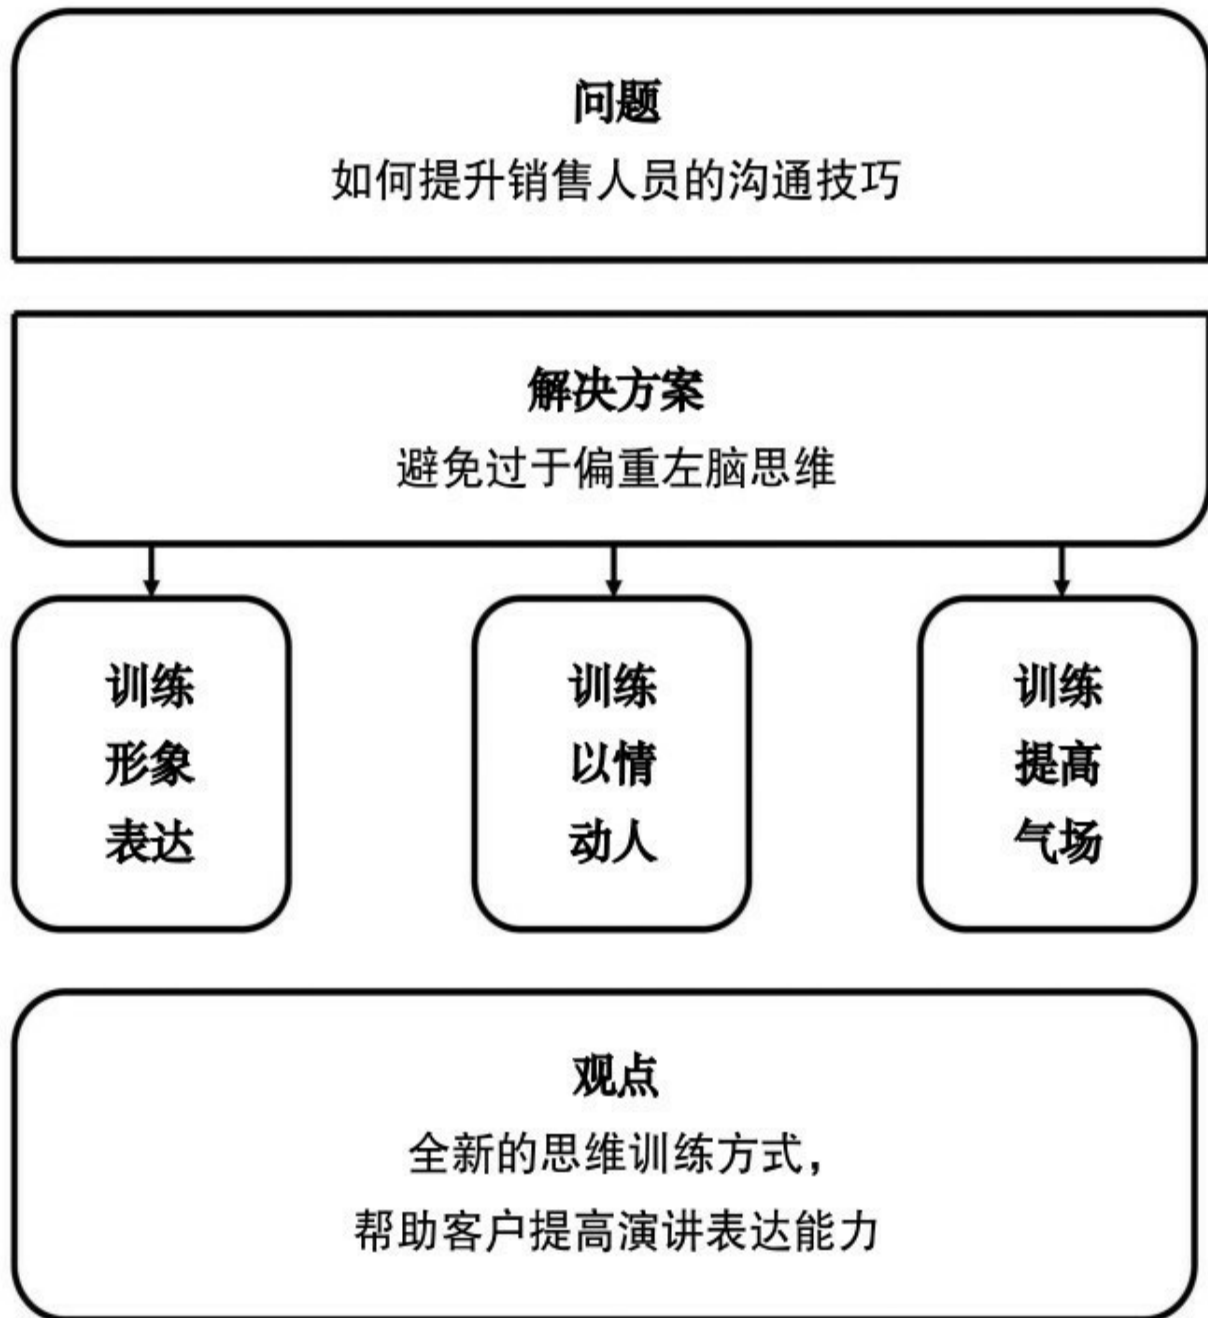 问题
如何提升销售人员的沟通技巧
解决方案
避免过于偏重左脑思维
训练
形象
表达
训练
以情
动人
训练
提高
气场
观点
全新的思维训练方式，
帮助客户提高演讲表达能力